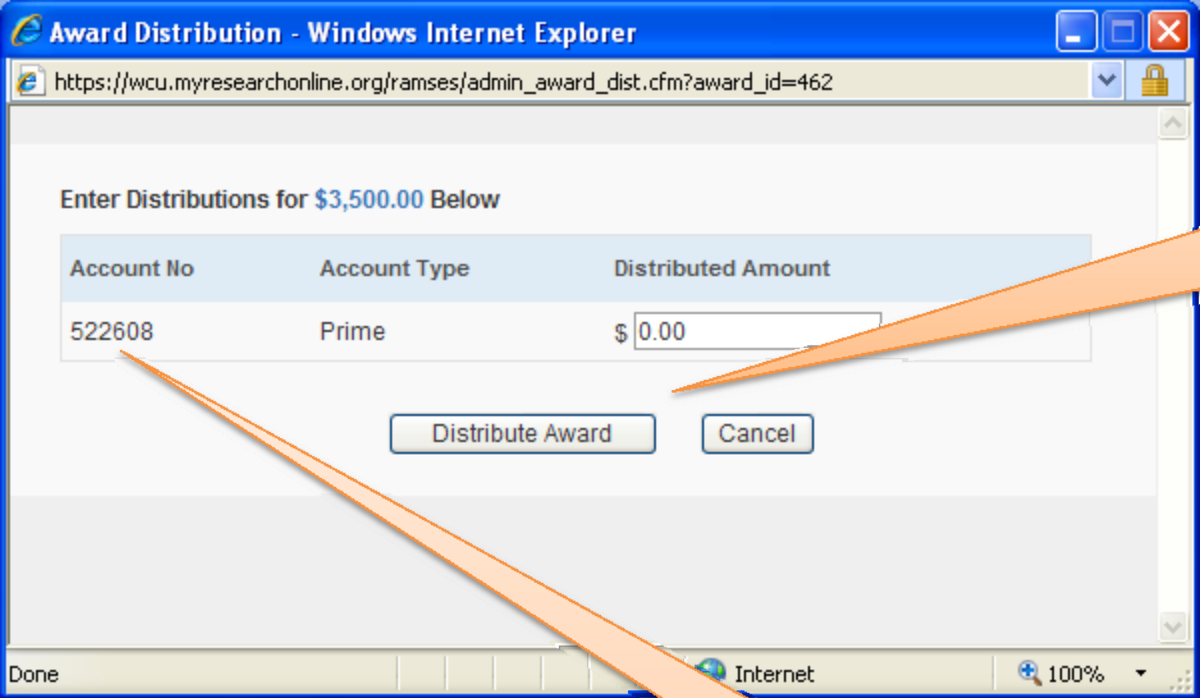 Award Distribution - Windows Internet Explorer
https://wcu.myresearchonline.org/ramses/admin_award_dist.cfm?award_id=462
Enter Distributions for $3,500.00 Below
Account No Account Type Distributed Amount
522608 Prime $ 0.00
Distribute Award Cancel
Done Internet 100%